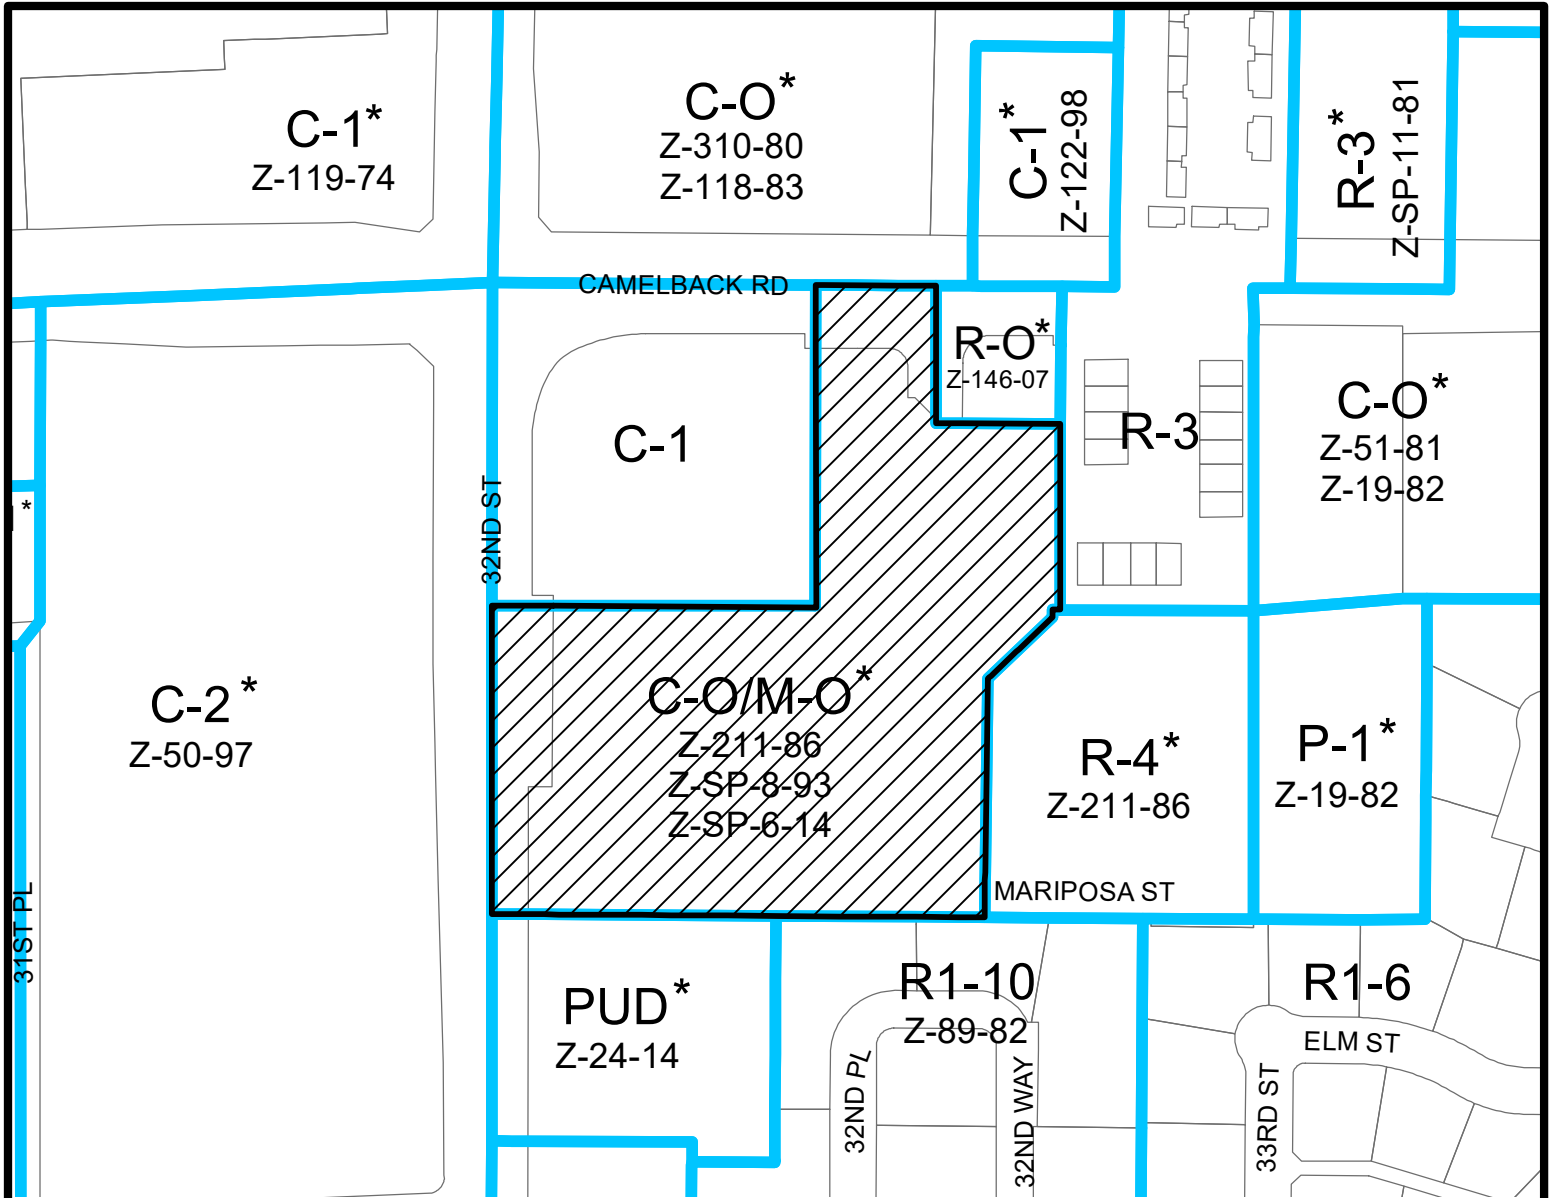 C-1*
Z-119-74
C-O*
Z-310-80
Z-118-83
C-1*
Z-122-98
R-3*
Z-SP-11-81
CAMELBACK RD
R-O*
Z-146-07
C-1
R-3
C-O*
Z-51-81
Z-19-82
32ND ST
*
C-2*
Z-50-97
C-O/M-O*
Z-211-86
Z-SP-8-93
Z-SP-6-14
R-4*
Z-211-86
P-1*
Z-19-82
MARIPOSA ST
31ST PL
PUD*
Z-24-14
R1-10
Z-89-82
R1-6
ELM ST
32ND PL
32ND WAY
33RD ST